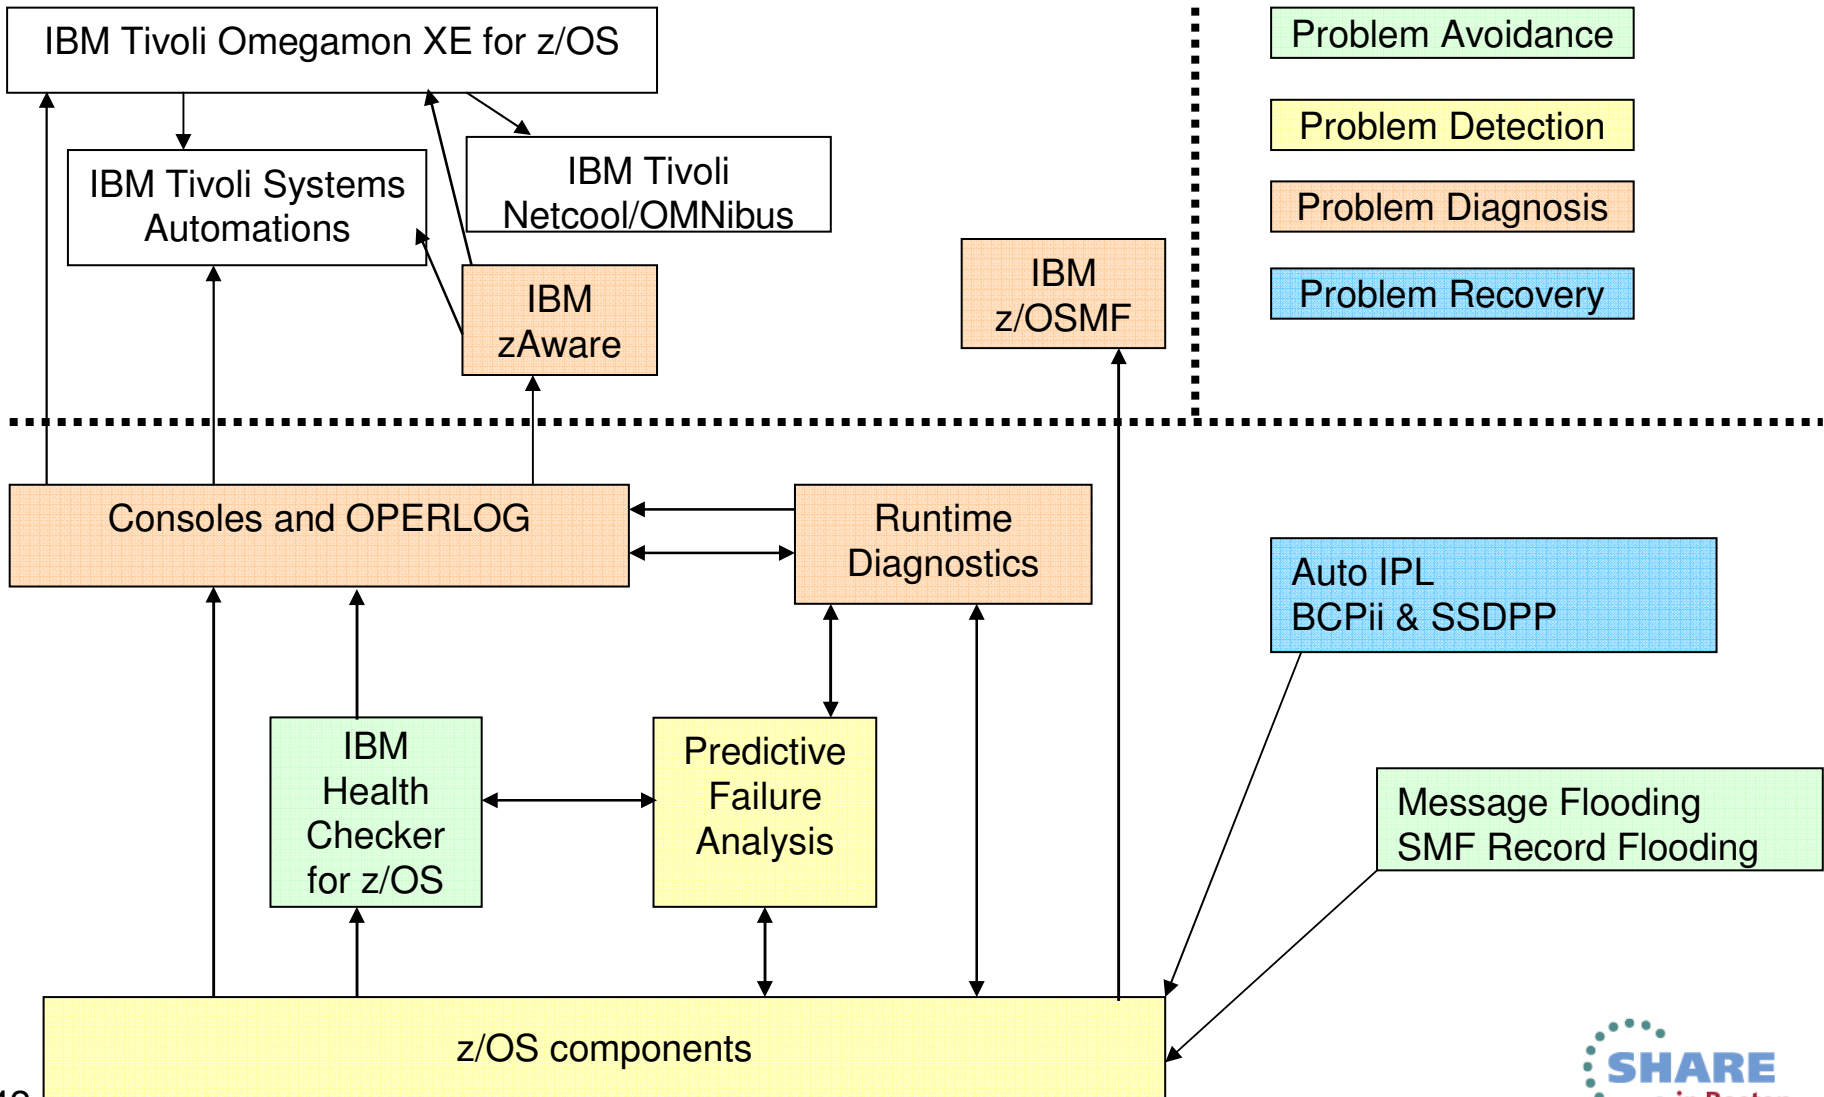 IBM Tivoli Omegamon XE for z/OS
IBM Tivoli Systems
Automations
IBM Tivoli
Netcool/OMNibus
IBM
zAware
IBM
z/OSMF
Problem Avoidance
Problem Detection
Problem Diagnosis
Problem Recovery
Consoles and OPERLOG
Runtime
Diagnostics
Auto IPL
BCPii & SSDPP
IBM
Health
Checker
for z/OS
Predictive
Failure
Analysis
Message Flooding
SMF Record Flooding
z/OS components
SHARE
in Boston